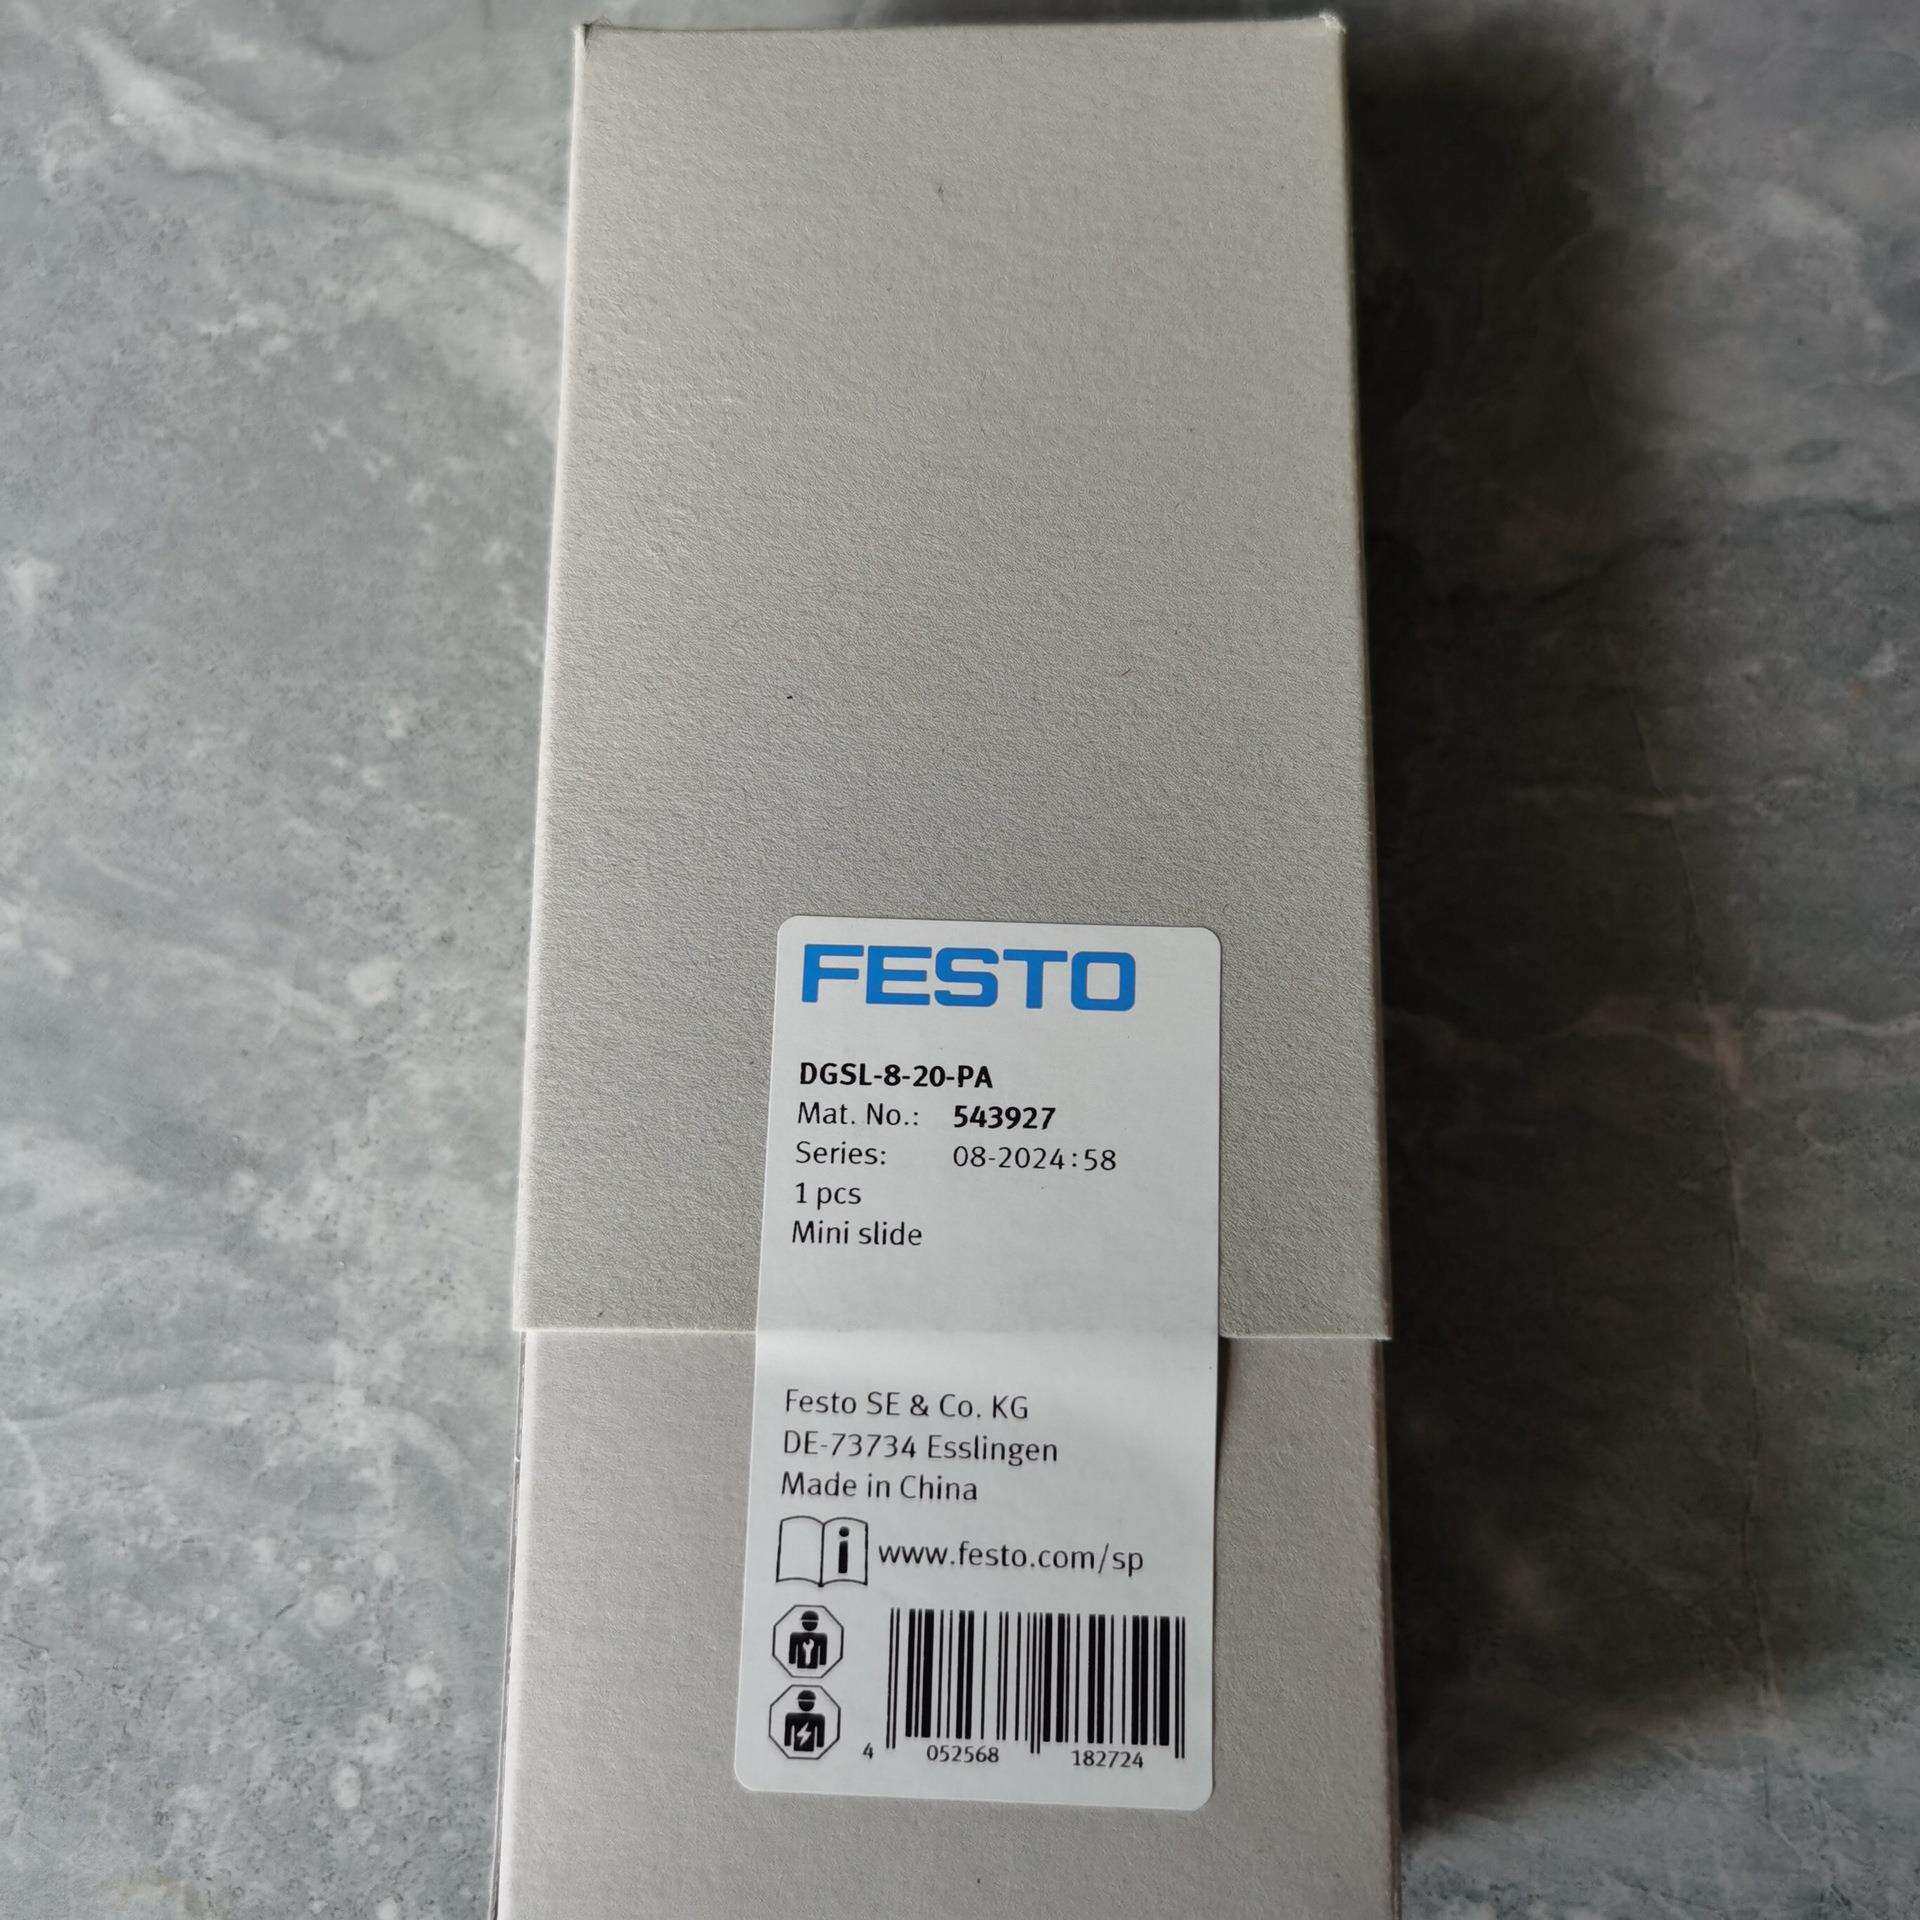 FESTO
DGSL-8-20-PA
Mat. No.: 543927
Series: 08-2024:58
1 pcs
Mini slide
Festo SE & Co. KG
DE-73734 Esslingen
Made in China
i www.festo.com/sp
4 052568 182724